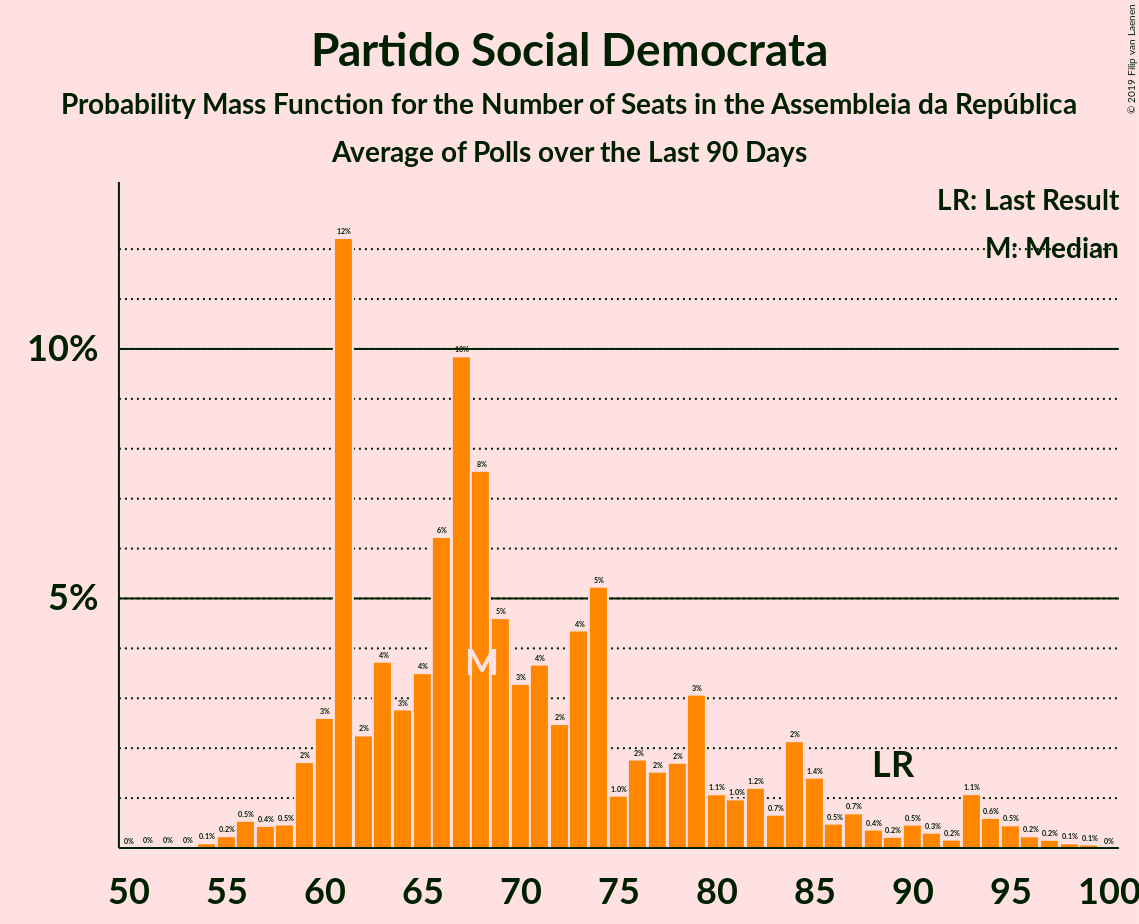 Partido Social Democrata
Probability Mass Function for the Number of Seats in the Assembleia da República
Average of Polls over the Last 90 Days
© 2019 Filip van Laenen
LR: Last Result
M: Median
10%
5%
0% 0% 0% 0% 0.1% 0.2% 0.5% 0.4% 0.5% 2% 3% 12% 2% 4% 3% 4% 6% 10% 8% 5% 3% 4% 2% 4% 5% 1.0% 2% 2% 2% 3% 1.1% 1.0% 1.2% 0.7% 2% 1.4% 0.5% 0.7% 0.4% 0.2% 0.5% 0.3% 0.2% 1.1% 0.6% 0.5% 0.2% 0.2% 0.1% 0.1% 0%
M
LR
50 55 60 65 70 75 80 85 90 95 100